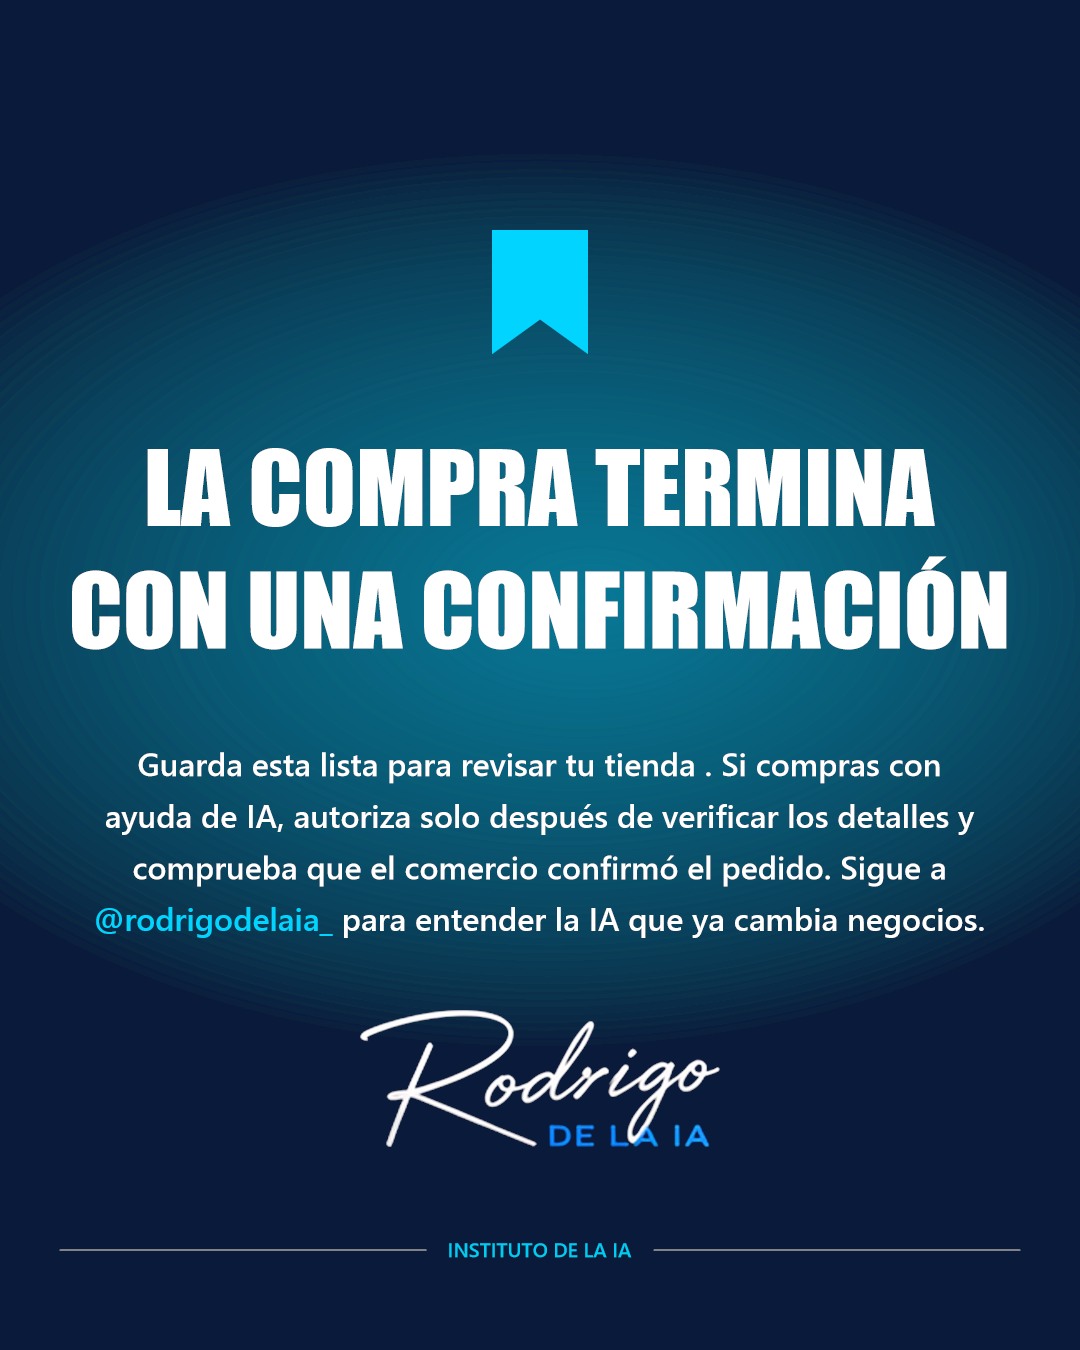 LA COMPRA TERMINA
CON UNA CONFIRMACIÓN
Guarda esta lista para revisar tu tienda . Si compras con
ayuda de IA, autoriza solo después de verificar los detalles y
comprueba que el comercio confirmó el pedido. Sigue a
@rodrigodelaia_ para entender la IA que ya cambia negocios.
Rodrigo
DE LA IA
INSTITUTO DE LA IA